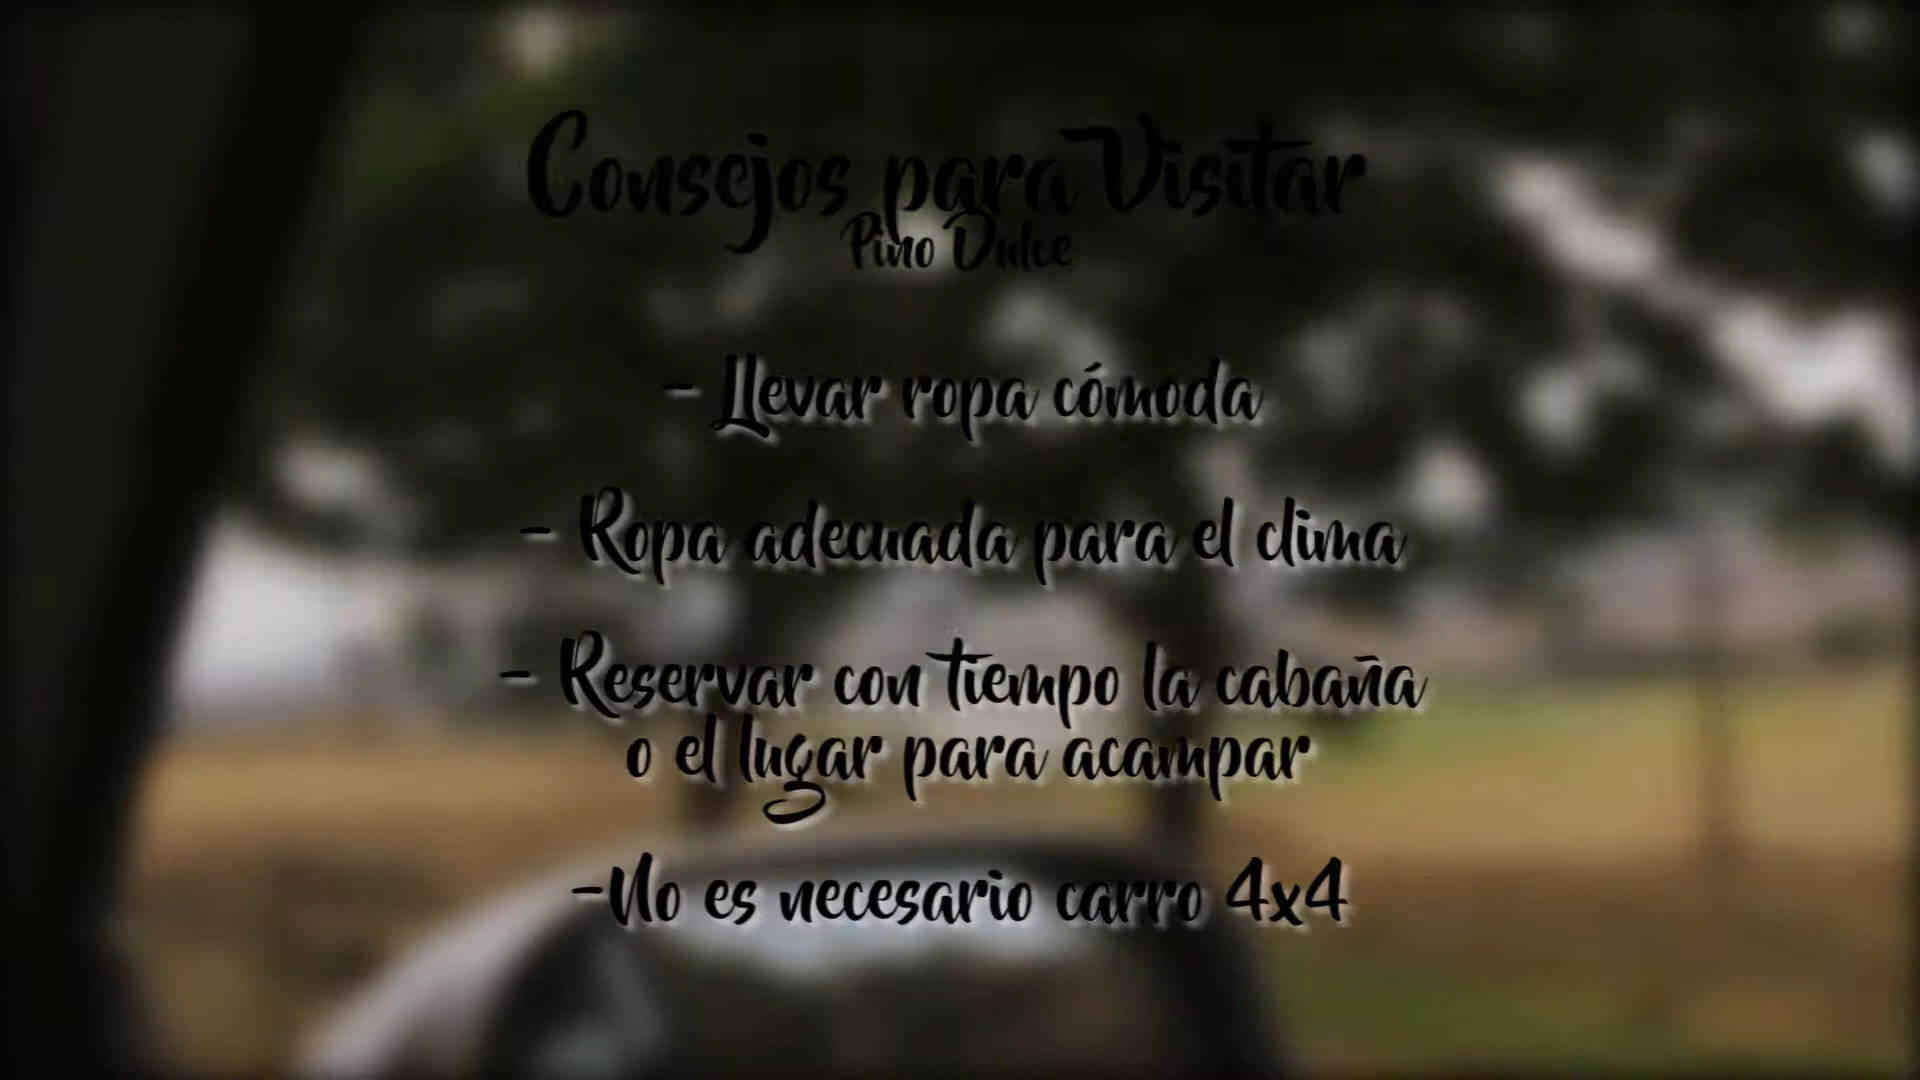 Consejos para Visitar
Pino Dulce
- Llevar ropa cómoda
- Ropa adecuada para el clima
- Reservar con tiempo la cabaña
o el lugar para acampar
-No es necesario carro 4x4